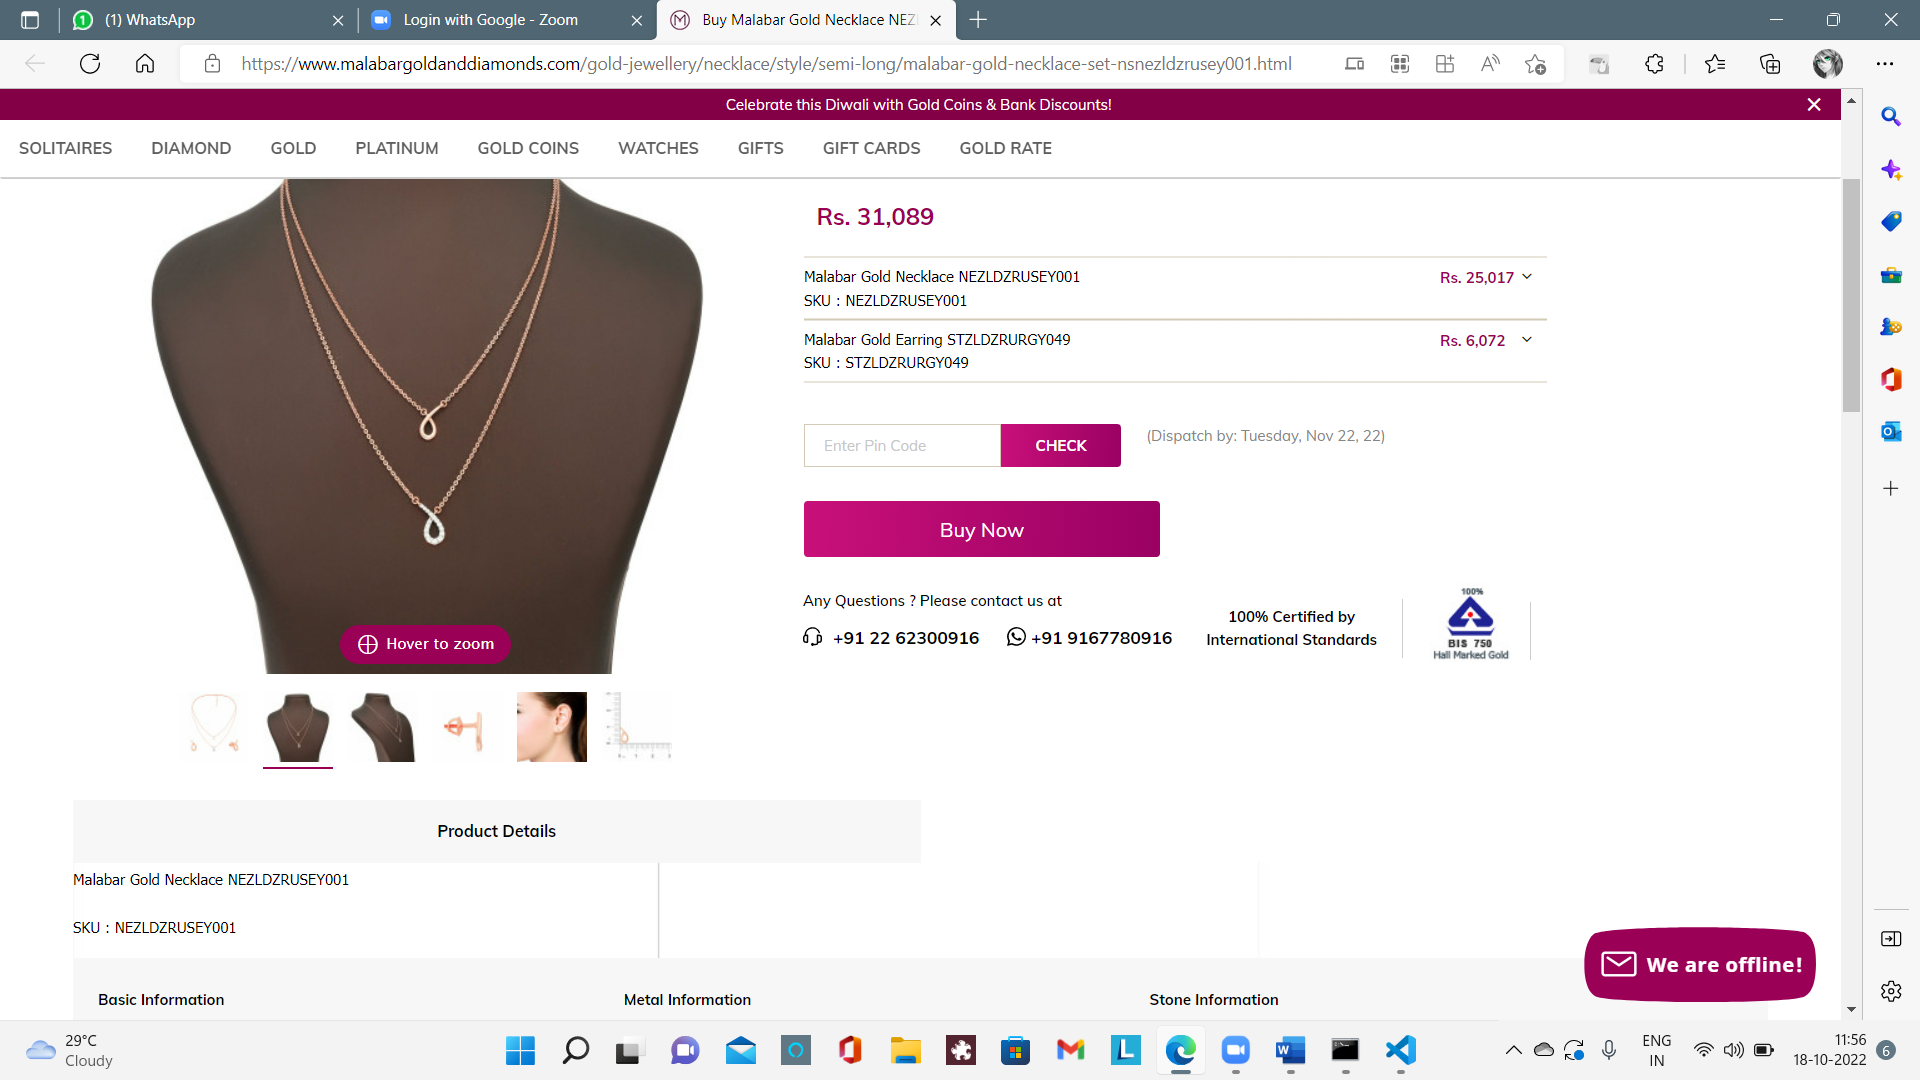 (1) WhatsApp
Login with Google - Zoom
Buy Malabar Gold Necklace NEZ
https://www.malabargoldanddiamonds.com/gold-jewellery/necklace/style/semi-long/malabar-gold-necklace-set-nsnezldzrusey001.html
Celebrate this Diwali with Gold Coins & Bank Discounts!
SOLITAIRES DIAMOND GOLD PLATINUM GOLD COINS WATCHES GIFTS GIFT CARDS GOLD RATE
Rs. 31,089
Malabar Gold Necklace NEZLDZRUSEY001 Rs. 25,017
SKU : NEZLDZRUSEY001
Malabar Gold Earring STZLDZRURGY049 Rs. 6,072
SKU : STZLDZRURGY049
Enter Pin Code CHECK (Dispatch by: Tuesday, Nov 22, 22)
Buy Now
Any Questions ? Please contact us at
+91 22 62300916 +91 9167780916
100% Certified by
International Standards
100%
BIS 750
Hall Marked Gold
Hover to zoom
Product Details
Malabar Gold Necklace NEZLDZRUSEY001
SKU : NEZLDZRUSEY001
We are offline!
Basic Information Metal Information Stone Information
29°C
Cloudy
ENG
IN
11:56
18-10-2022
6